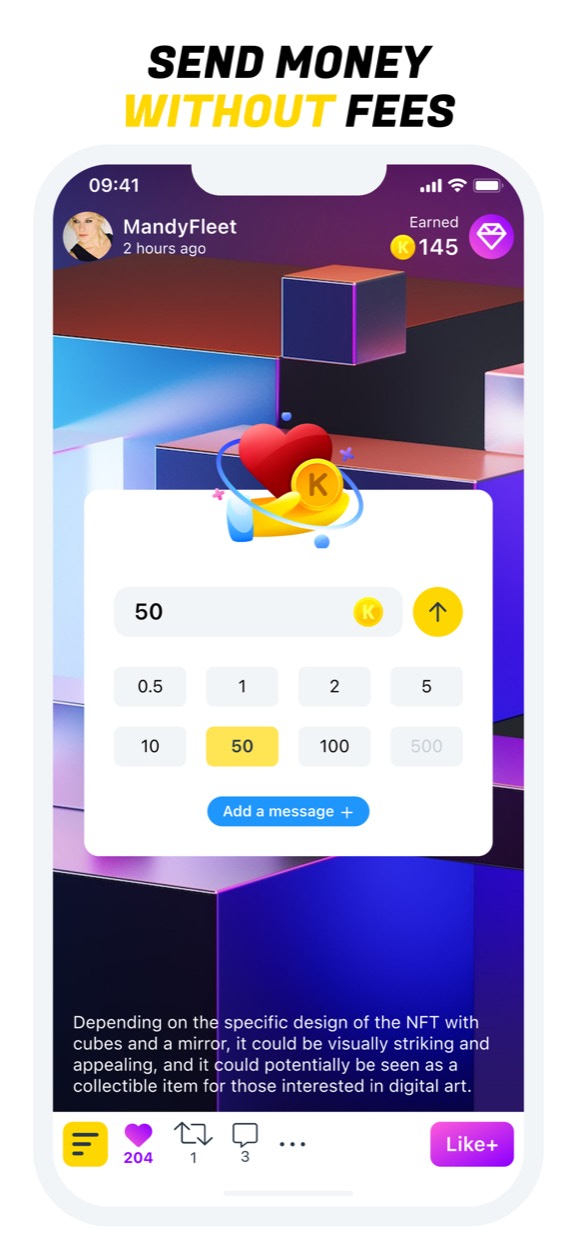 SEND MONEY
WITHOUT FEES
09:41
MandyFleet
2 hours ago
Earned
K 145
K
50 K
0.5 1 2 5
10 50 100 500
Add a message +
Depending on the specific design of the NFT with
cubes and a mirror, it could be visually striking and
appealing, and it could potentially be seen as a
collectible item for those interested in digital art.
204 1 3 ... Like+